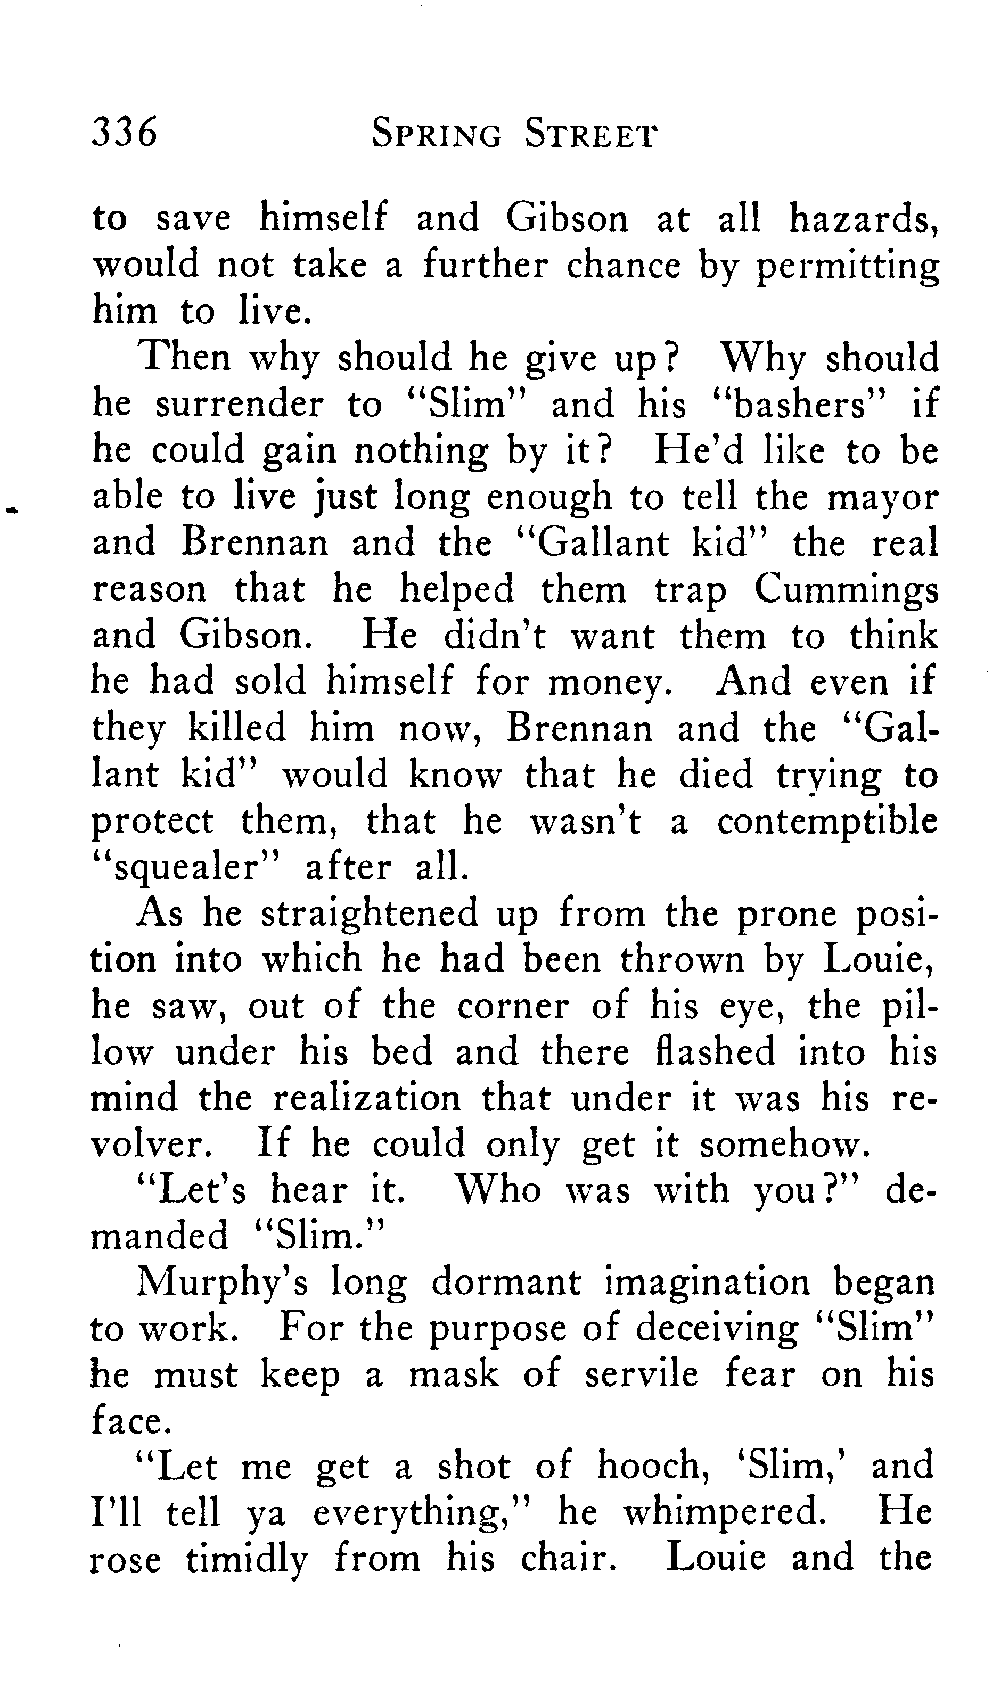 336 SPRING STREET
to save himself and Gibson at all hazards,
would not take a further chance by permitting
him to live.
Then why should he give up? Why should
he surrender to "Slim" and his "bashers" if
he could gain nothing by it? He'd like to be
able to live just long enough to tell the mayor
and Brennan and the "Gallant kid" the real
reason that he helped them trap Cummings
and Gibson. He didn't want them to think
he had sold himself for money. And even if
they killed him now, Brennan and the "Gal-
lant kid" would know that he died trying to
protect them, that he wasn't a contemptible
"squealer" after all.
As he straightened up from the prone posi-
tion into which he had been thrown by Louie,
he saw, out of the corner of his eye, the pil-
low under his bed and there flashed into his
mind the realization that under it was his re-
volver. If he could only get it somehow.
"Let's hear it. Who was with you?" de-
manded "Slim."
Murphy's long dormant imagination began
to work. For the purpose of deceiving "Slim"
he must keep a mask of servile fear on his
face.
"Let me get a shot of hooch, 'Slim,' and
I'll tell ya everything," he whimpered. He
rose timidly from his chair. Louie and the